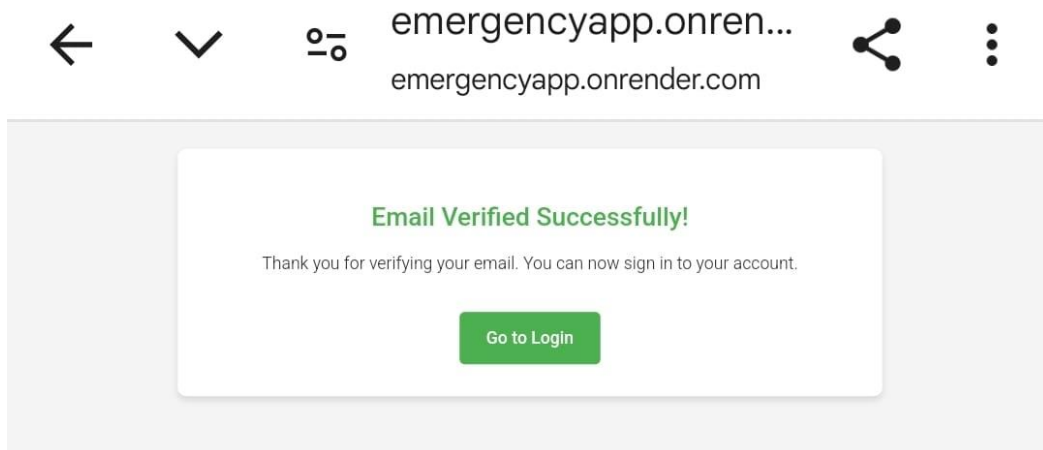 emergencyapp.onren...
emergencyapp.onrender.com
Email Verified Successfully!
Thank you for verifying your email. You can now sign in to your account.
Go to Login